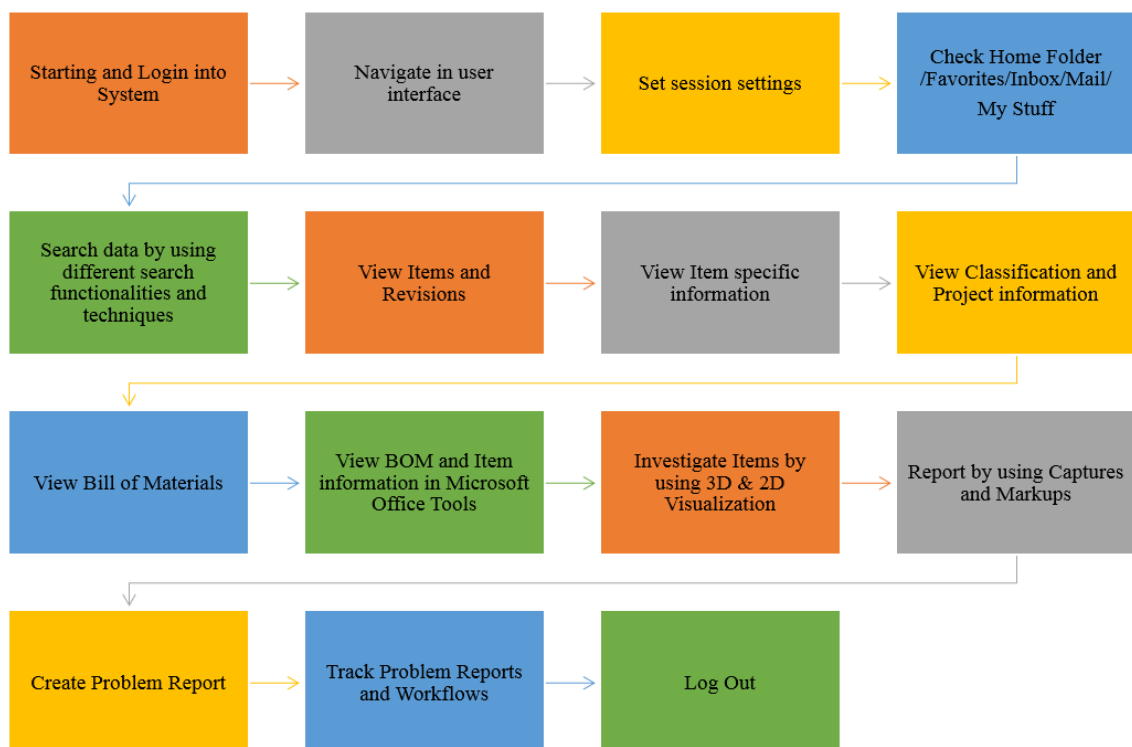 Starting and Login into
System
Navigate in user
interface
Set session settings
Check Home Folder
/Favorites/Inbox/Mail/
My Stuff
Search data by using
different search
functionalities and
techniques
View Items and
Revisions
View Item specific
information
View Classification and
Project information
View Bill of Materials
View BOM and Item
information in Microsoft
Office Tools
Investigate Items by
using 3D & 2D
Visualization
Report by using Captures
and Markups
Create Problem Report
Track Problem Reports
and Workflows
Log Out